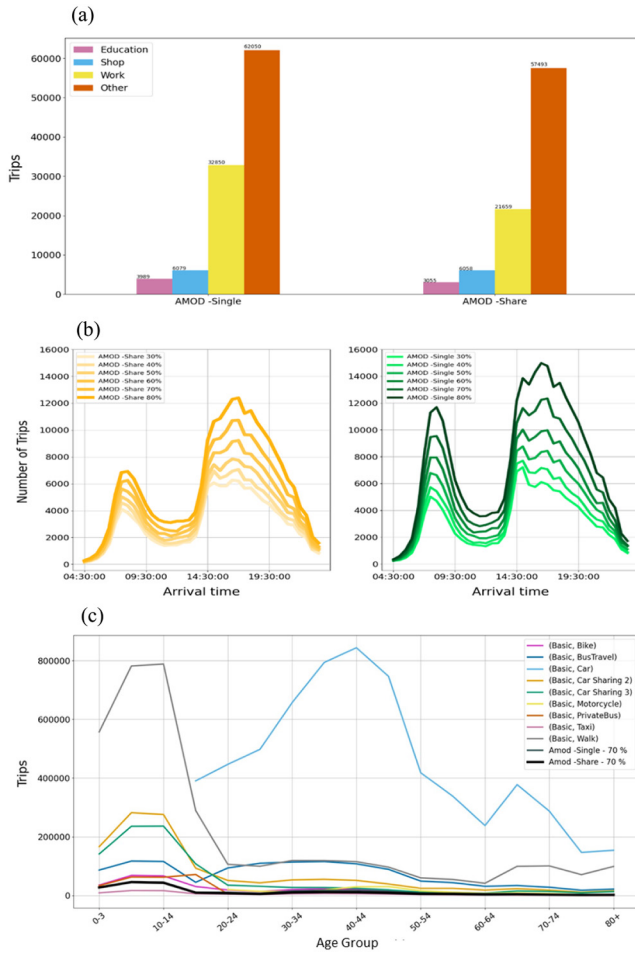 (a)
Education
Shop
Work
Other
60000
50000
40000
30000
20000
10000
0
Trips
3989
6079
32850
62050
3055
6058
21659
57493
AMOD -Single
AMOD -Share
(b)
16000
14000
12000
10000
8000
6000
4000
2000
0
Number of Trips
AMOD -Share 30%
AMOD -Share 40%
AMOD -Share 50%
AMOD -Share 60%
AMOD -Share 70%
AMOD -Share 80%
04:30:00 09:30:00 14:30:00 19:30:00
Arrival time
16000
14000
12000
10000
8000
6000
4000
2000
0
AMOD -Single 30%
AMOD -Single 40%
AMOD -Single 50%
AMOD -Single 60%
AMOD -Single 70%
AMOD -Single 80%
04:30:00 09:30:00 14:30:00 19:30:00
Arrival time
(c)
800000
600000
400000
200000
0
Trips
(Basic, Bike)
(Basic, BusTravel)
(Basic, Car)
(Basic, Car Sharing 2)
(Basic, Car Sharing 3)
(Basic, Motorcycle)
(Basic, PrivateBus)
(Basic, Taxi)
(Basic, Walk)
Amod -Single - 70 %
Amod -Share - 70 %
0-3 10-14 20-24 30-34 40-44 50-54 60-64 70-74 80+
Age Group